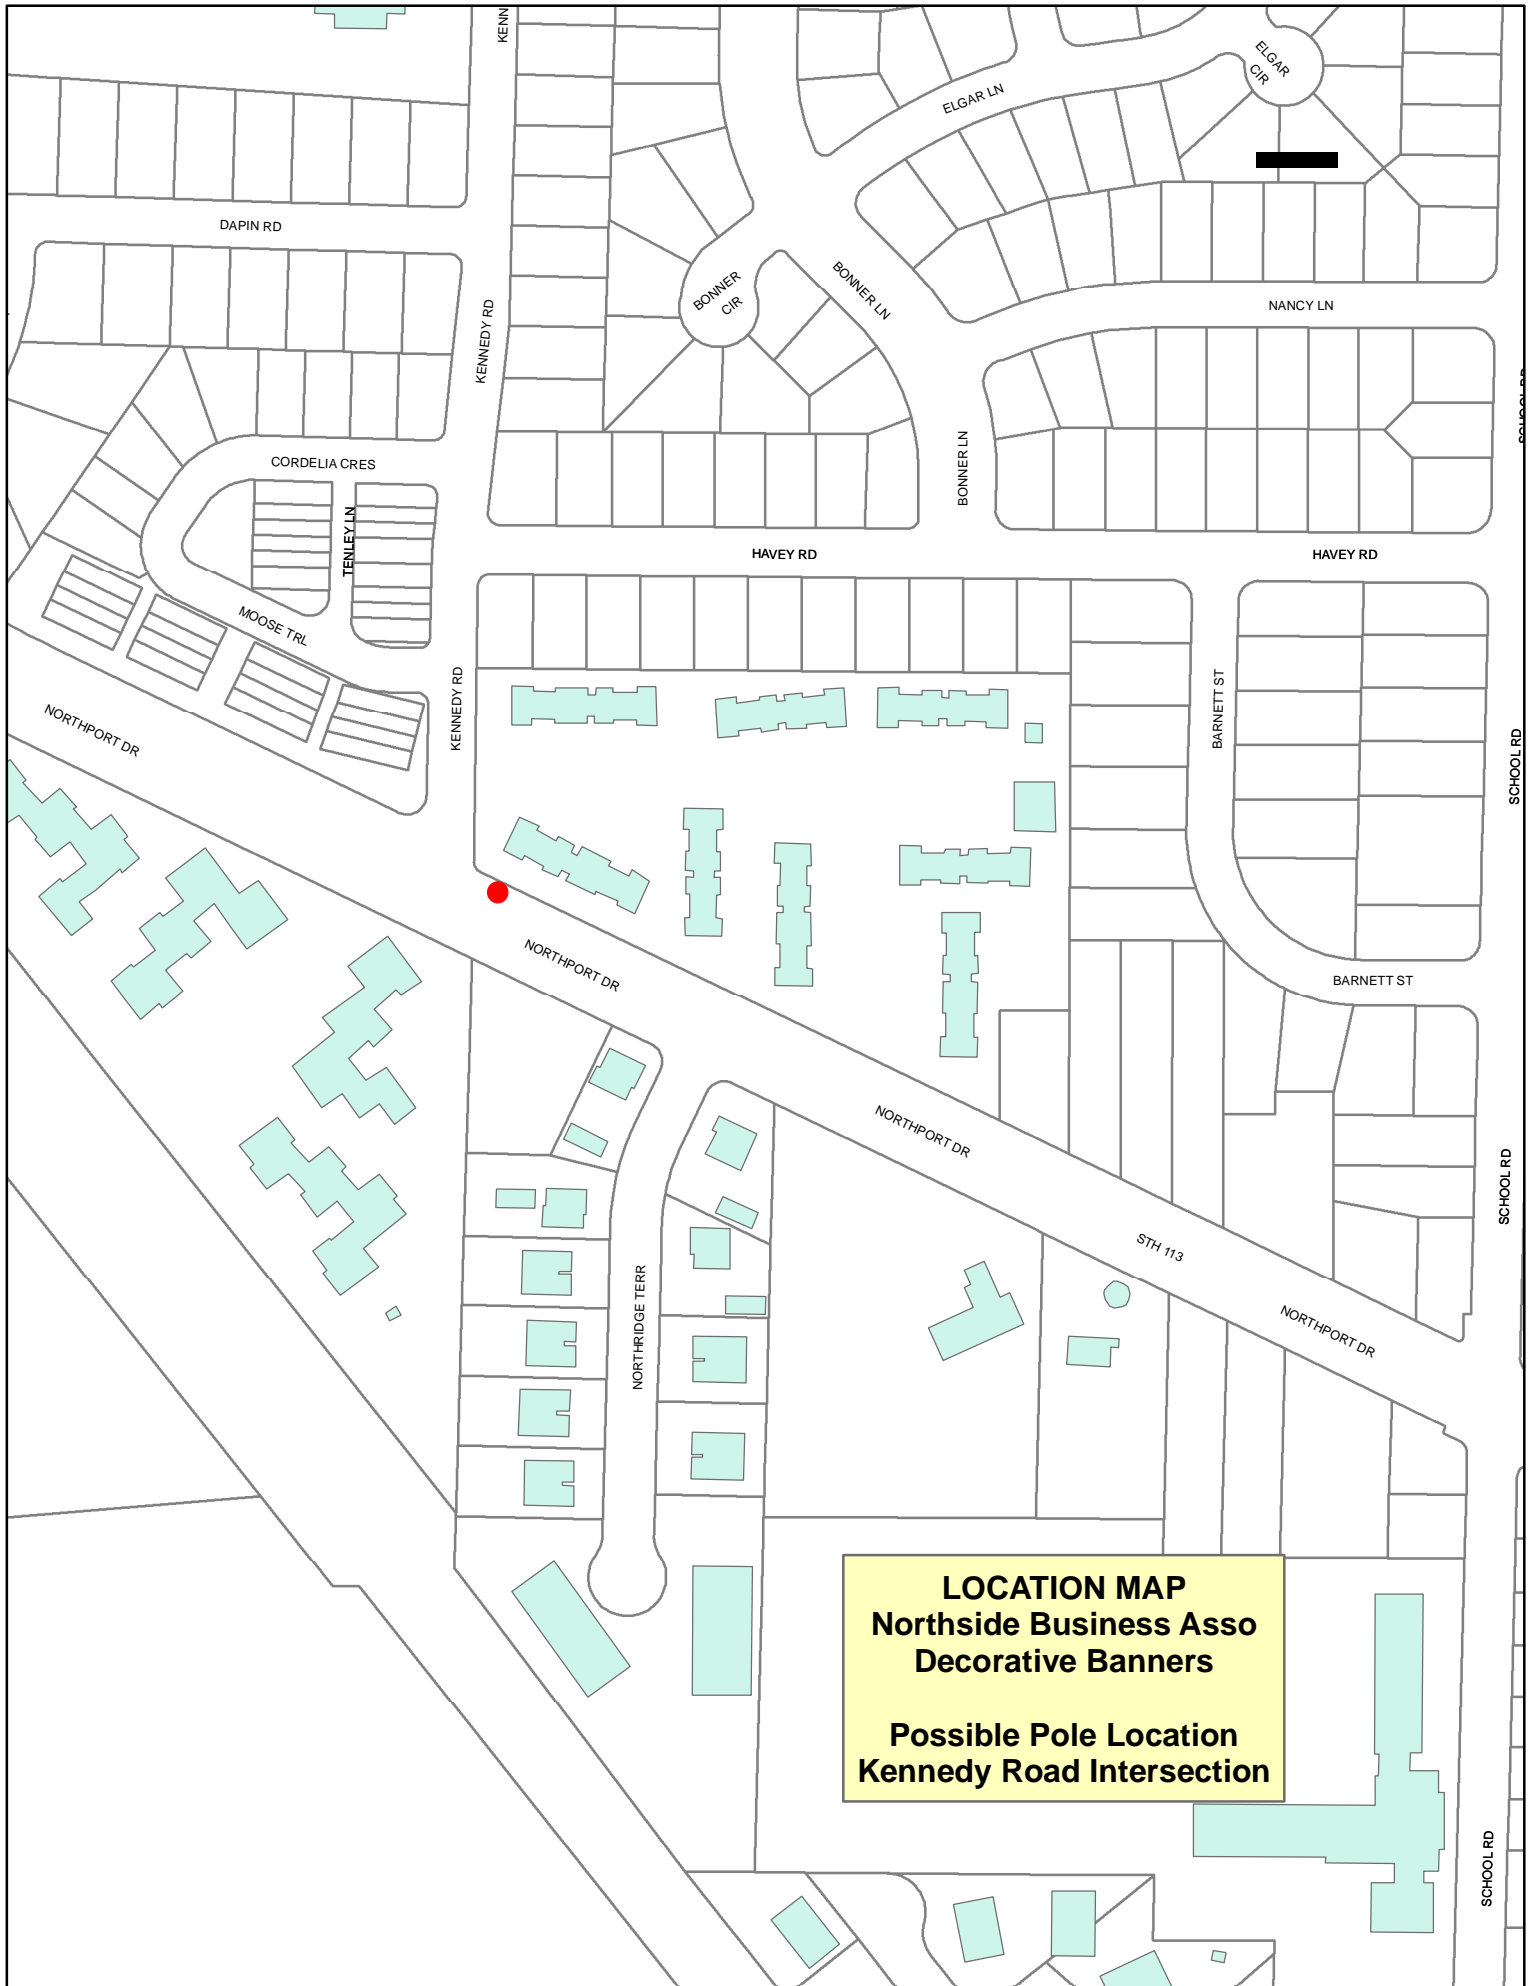 KENN
ELGAR
CIR
ELGAR LN
DAPIN RD
BONNER
CIR
BONNER LN
NANCY LN
KENNEDY RD
SCHOOL RD
CORDELIA CRES
BONNER LN
TENLEY LN
HAVEY RD
HAVEY RD
MOOSE TRL
KENNEDY RD
BARNETT ST
NORTHPORT DR
SCHOOL RD
NORTHPORT DR
BARNETT ST
NORTHPORT DR
SCHOOL RD
STH 113
NORTHRIDGE TERR
NORTHPORT DR
LOCATION MAP
Northside Business Asso
Decorative Banners
Possible Pole Location
Kennedy Road Intersection
SCHOOL RD